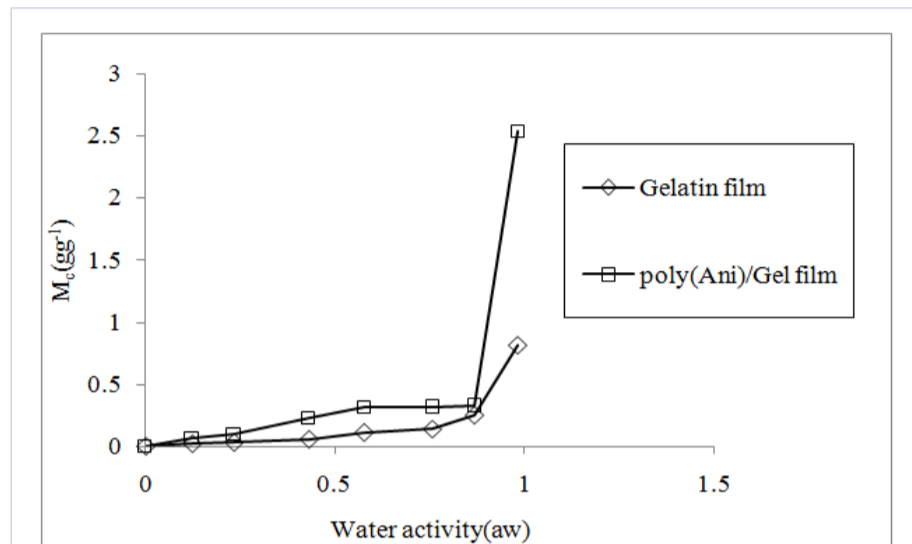 3
2.5
2
1.5
1
0.5
0
M_c(gg⁻¹)
0 0.5 1 1.5
Water activity(aw)
Gelatin film
poly(Ani)/Gel film